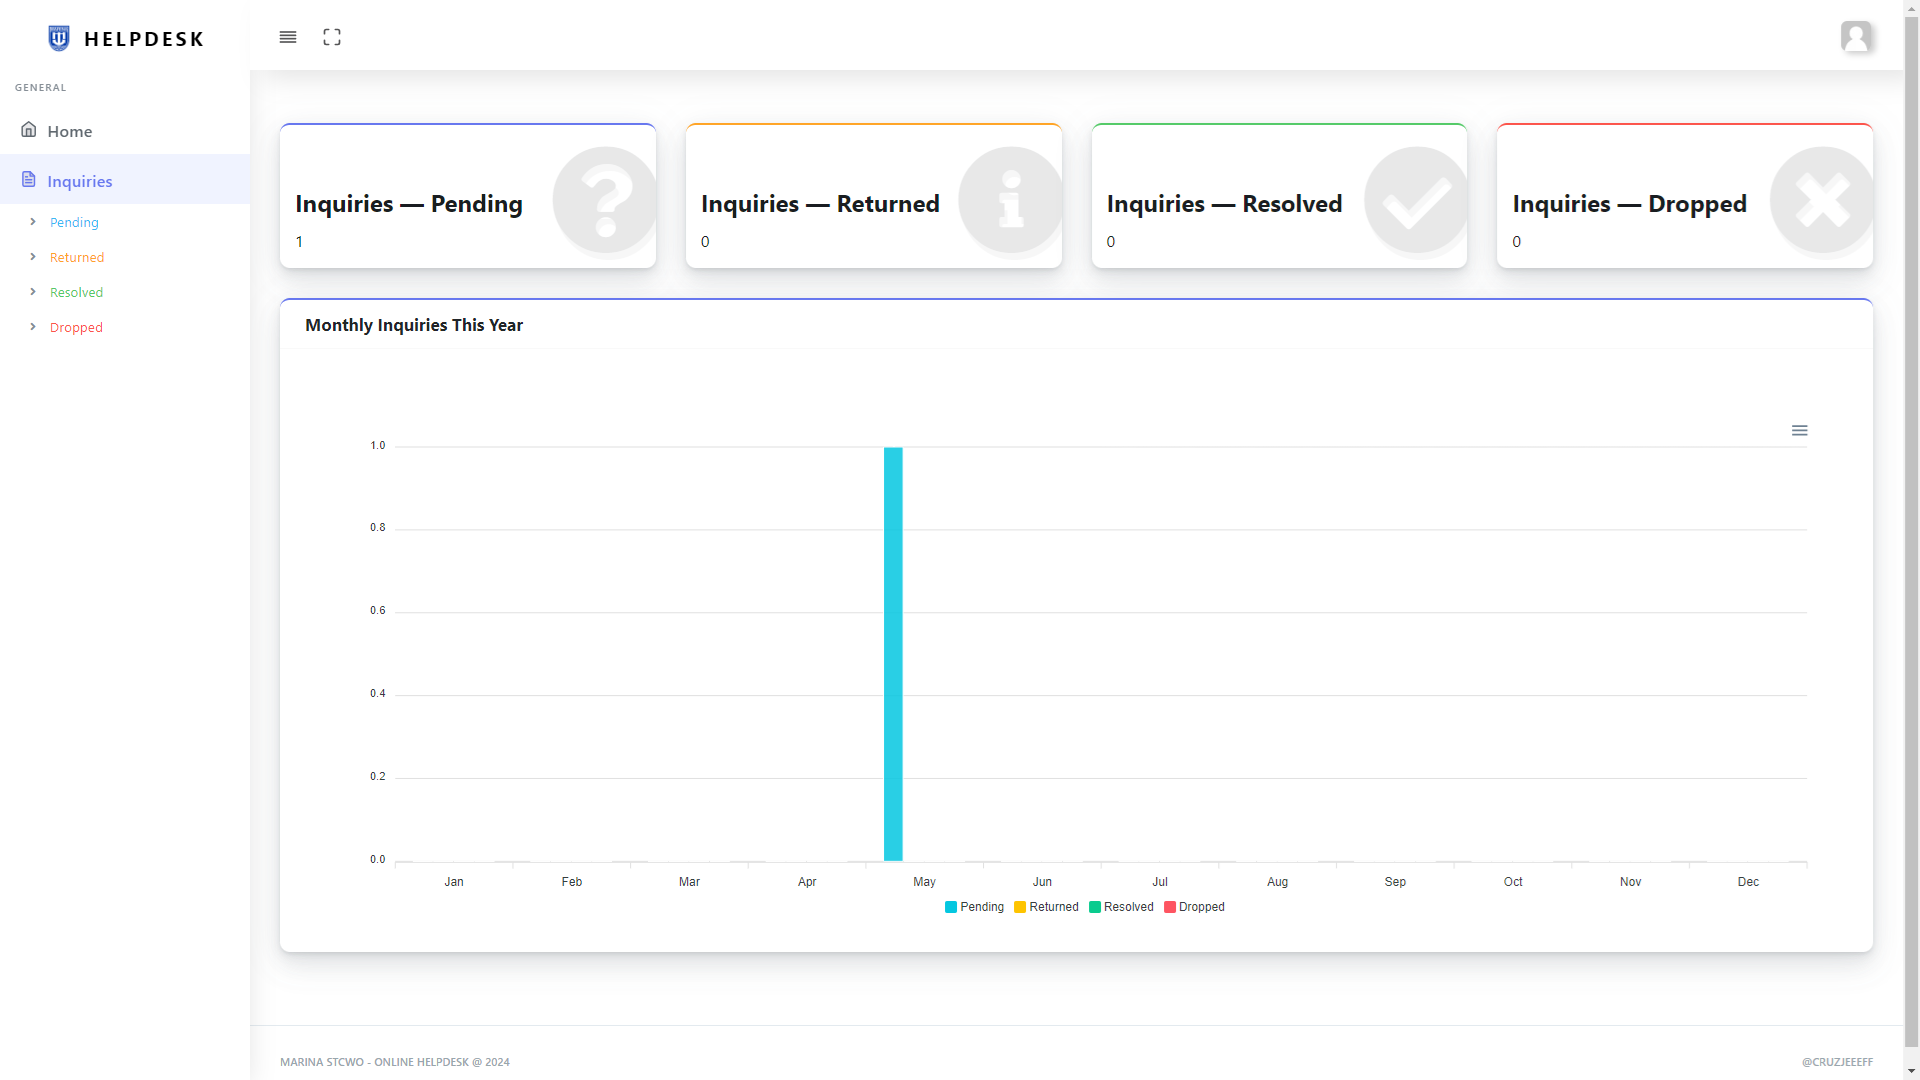 HELPDESK
GENERAL
Home
Inquiries
Pending
Returned
Resolved
Dropped
Inquiries — Pending
1
Inquiries — Returned
0
Inquiries — Resolved
0
Inquiries — Dropped
0
Monthly Inquiries This Year
1.0
0.8
0.6
0.4
0.2
0.0
Jan Feb Mar Apr May Jun Jul Aug Sep Oct Nov Dec
Pending Returned Resolved Dropped
MARINA STCWO - ONLINE HELPDESK @ 2024
@CRUZJEEEFF